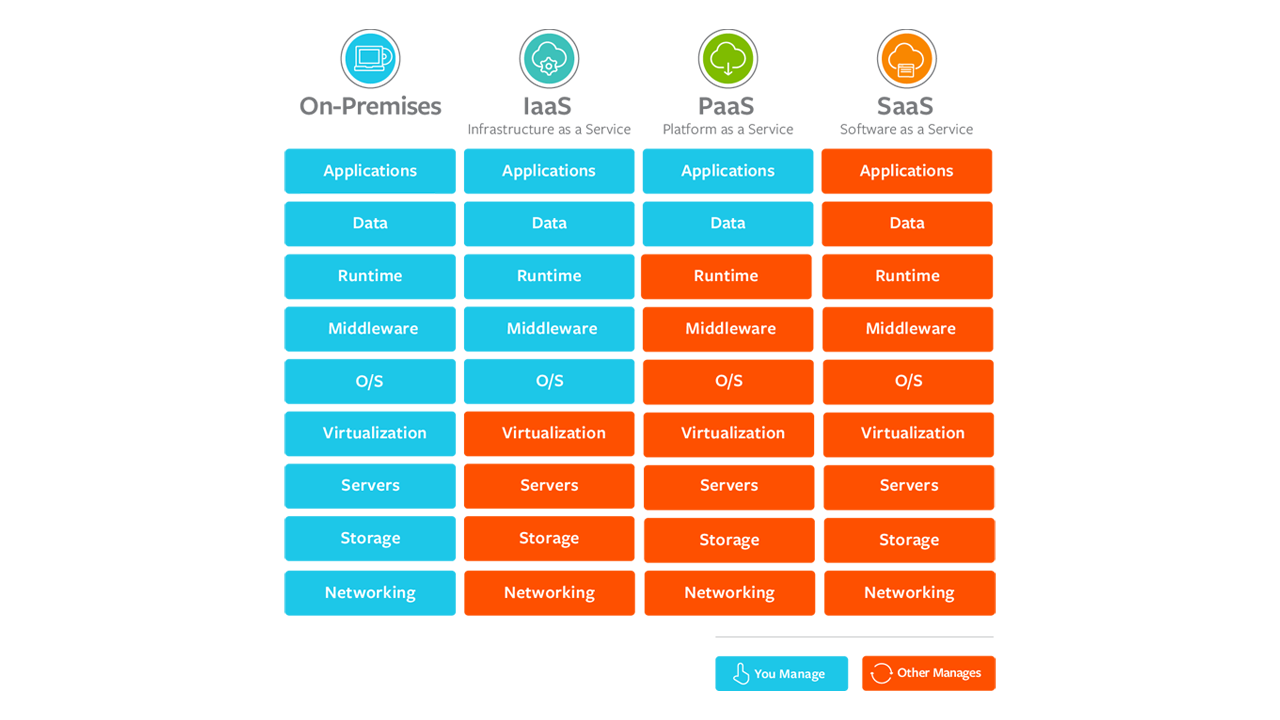 On-Premises IaaS PaaS SaaS
Infrastructure as a Service Platform as a Service Software as a Service
Applications Applications Applications Applications
Data Data Data Data
Runtime Runtime Runtime Runtime
Middleware Middleware Middleware Middleware
O/S O/S O/S O/S
Virtualization Virtualization Virtualization Virtualization
Servers Servers Servers Servers
Storage Storage Storage Storage
Networking Networking Networking Networking
You Manage Other Manages